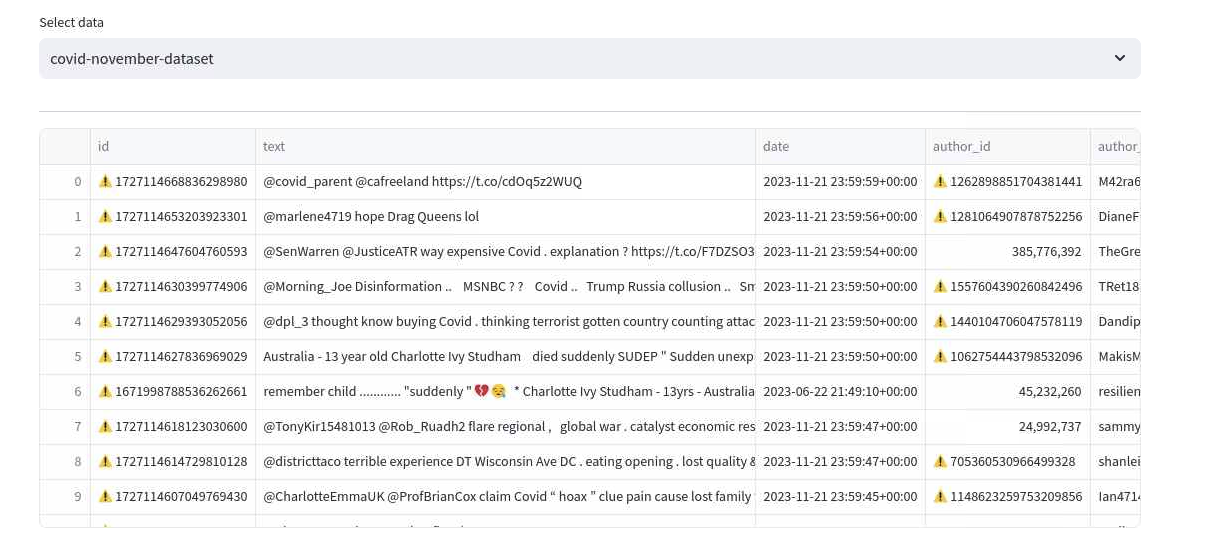 Select data
covid-november-dataset
id text date author_id author_
0 ⚠️ 1727114668836298980 @covid_parent @cafreeland https://t.co/cdOq5z2WUQ 2023-11-21 23:59:59+00:00 ⚠️ 1262898851704381441 M42ra6
1 ⚠️ 1727114653203923301 @marlene4719 hope Drag Queens lol 2023-11-21 23:59:56+00:00 ⚠️ 1281064907878752256 DianeF
2 ⚠️ 1727114647604760593 @SenWarren @JusticeATR way expensive Covid . explanation ? https://t.co/F7DZSO3 2023-11-21 23:59:54+00:00 385,776,392 TheGre
3 ⚠️ 1727114630399774906 @Morning_Joe Disinformation .. MSNBC ? ? Covid .. Trump Russia collusion .. Sm 2023-11-21 23:59:50+00:00 ⚠️ 1557604390260842496 TRet18
4 ⚠️ 1727114629393052056 @dpl_3 thought know buying Covid . thinking terrorist gotten country counting attac 2023-11-21 23:59:50+00:00 ⚠️ 1440104706047578119 Dandip
5 ⚠️ 1727114627836969029 Australia - 13 year old Charlotte Ivy Studham died suddenly SUDEP " Sudden unexp 2023-11-21 23:59:50+00:00 ⚠️ 1062754443798532096 MakisM
6 ⚠️ 1671998788536262661 remember child ............ "suddenly " 💔😪 * Charlotte Ivy Studham - 13yrs - Australia 2023-06-22 21:49:10+00:00 45,232,260 resilien
7 ⚠️ 1727114618123030600 @TonyKir15481013 @Rob_Ruadh2 flare regional , global war . catalyst economic res 2023-11-21 23:59:47+00:00 24,992,737 sammy
8 ⚠️ 1727114614729810128 @districttaco terrible experience DT Wisconsin Ave DC . eating opening . lost quality & 2023-11-21 23:59:47+00:00 ⚠️ 705360530966499328 shanlei
9 ⚠️ 1727114607049769430 @CharlotteEmmaUK @ProfBrianCox claim Covid “ hoax ” clue pain cause lost family 2023-11-21 23:59:45+00:00 ⚠️ 1148623259753209856 Ian471